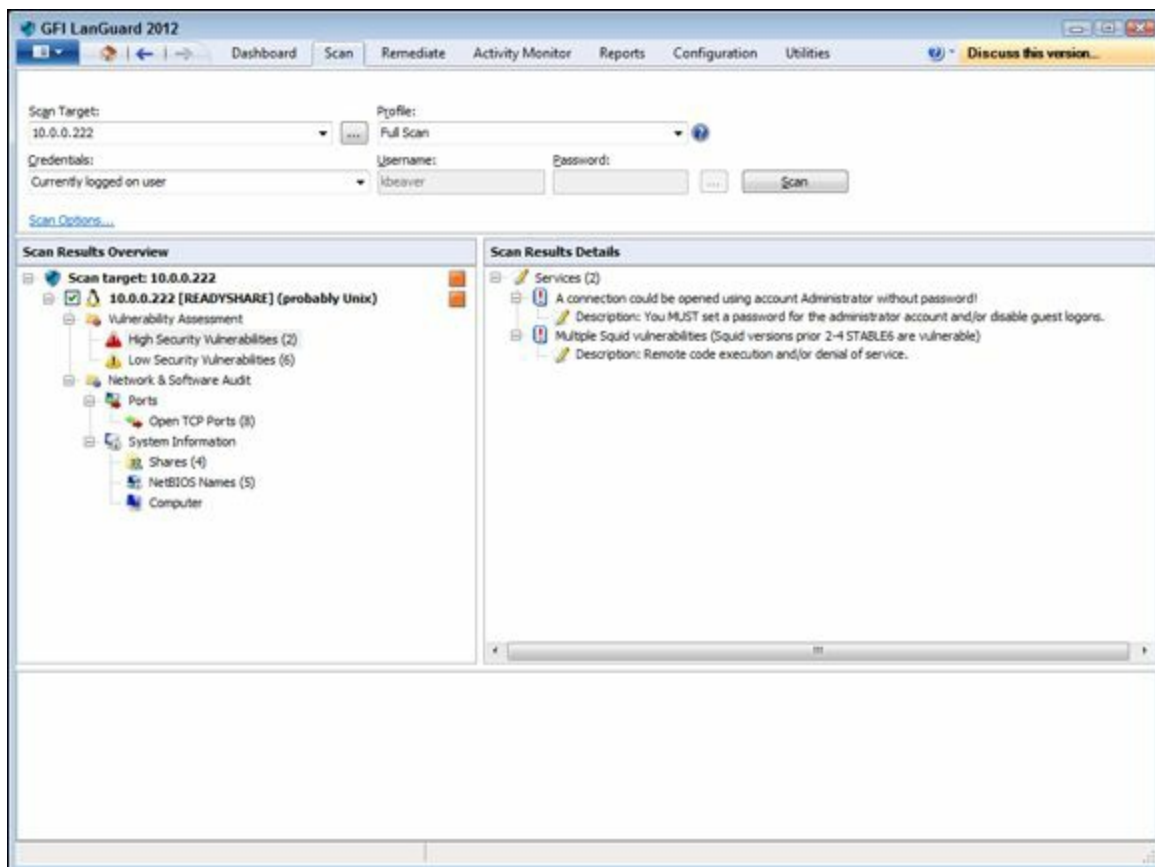 GFI LanGuard 2012
Dashboard Scan Remediate Activity Monitor Reports Configuration Utilities Discuss this version...
Scan Target: Profile:
10.0.0.222 ... Full Scan
Credentials: Username: Password:
Currently logged on user kbeaver ... Scan
Scan Options...
Scan Results Overview
Scan target: 10.0.0.222
10.0.0.222 [READYSHARE] (probably Unix)
Vulnerability Assessment
High Security Vulnerabilities (2)
Low Security Vulnerabilities (6)
Network & Software Audit
Ports
Open TCP Ports (8)
System Information
Shares (4)
NetBIOS Names (5)
Computer
Scan Results Details
Services (2)
A connection could be opened using account Administrator without password!
Description: You MUST set a password for the administrator account and/or disable guest logons.
Multiple Squid vulnerabilities (Squid versions prior 2-4 STABLE6 are vulnerable)
Description: Remote code execution and/or denial of service.